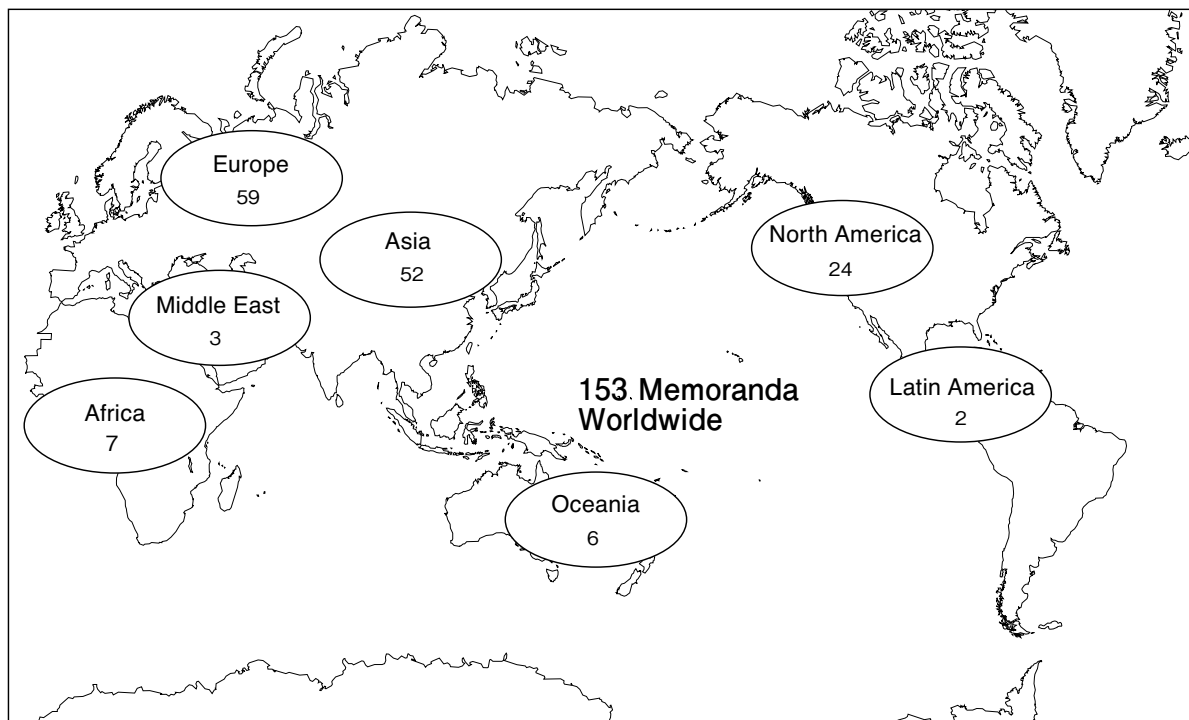 Europe
59
Asia
52
North America
24
Middle East
3
Latin America
2
Africa
7
153. Memoranda
Worldwide
Oceania
6